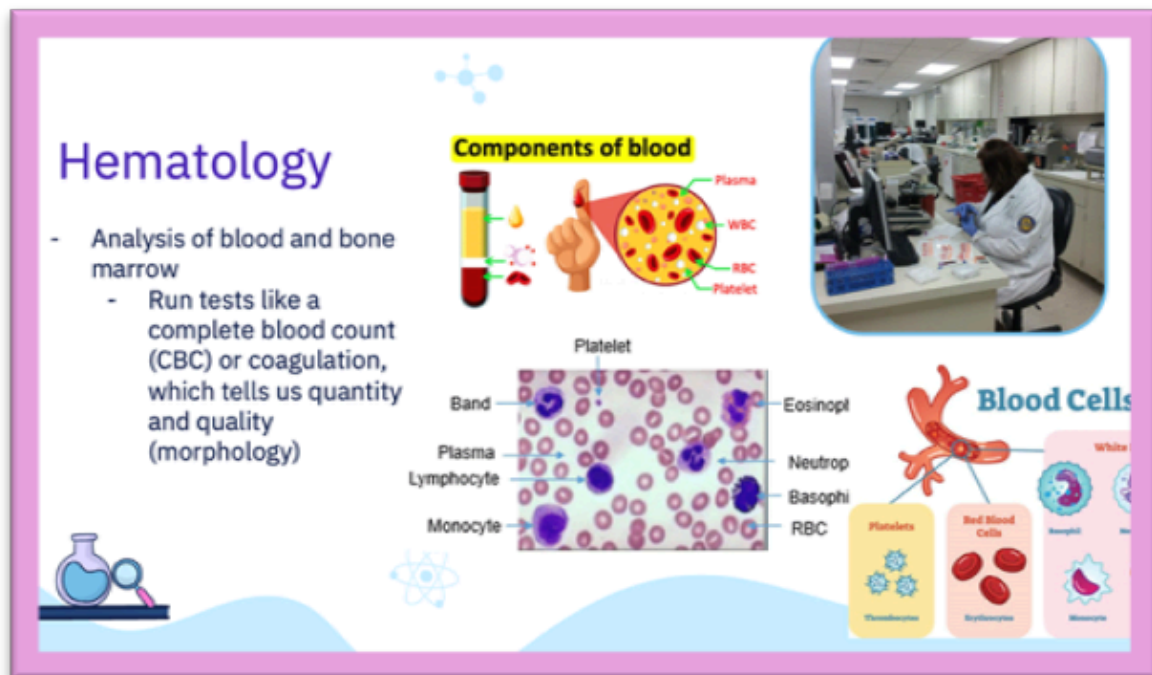 Hematology
- Analysis of blood and bone
marrow
- Run tests like a
complete blood count
(CBC) or coagulation,
which tells us quantity
and quality
(morphology)
Components of blood
Plasma
WBC
RBC
Platelet
Platelet
Band
Plasma
Lymphocyte
Monocyte
Eosinopl
Neutrop
Basophi
RBC
Blood Cells
Platelets
Thrombocytes
Red Blood
Cells
Erythrocytes
White
Basophil
Monocyte